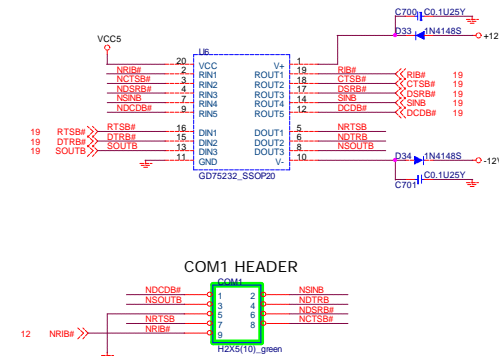 C700 C0.1U25Y
VCC5
D33 1N4148S
+12
U6
20 VCC V+ 1
NRIB# 2 RIN1 ROUT1 19 RIB# RIB# 19
NCTSB# 3 RIN2 ROUT2 18 CTSB# CTSB# 19
NDSRB# 4 RIN3 ROUT3 17 DSRB# DSRB# 19
NSINB 7 RIN4 ROUT4 14 SINB SINB 19
NDCDB# 9 RIN5 ROUT5 12 DCDB# DCDB# 19
19 RTSB# RTSB# 16 DIN1 DOUT1 5 NRTSB
19 DTRB# DTRB# 15 DIN2 DOUT2 6 NDTRB
19 SOUTB SOUTB 13 DIN3 DOUT3 8 NSOUTB
11 GND V- 10
D34 1N4148S
-12V
GD75232_SSOP20
C701 C0.1U25Y
COM1 HEADER
COM1
NDCDB# 1 2 NSINB
NSOUTB 3 4 NDTRB
5 6 NDSRB#
NRTSB 7 8 NCTSB#
12 NRIB# NRIB# 9
H2X5(10)_green